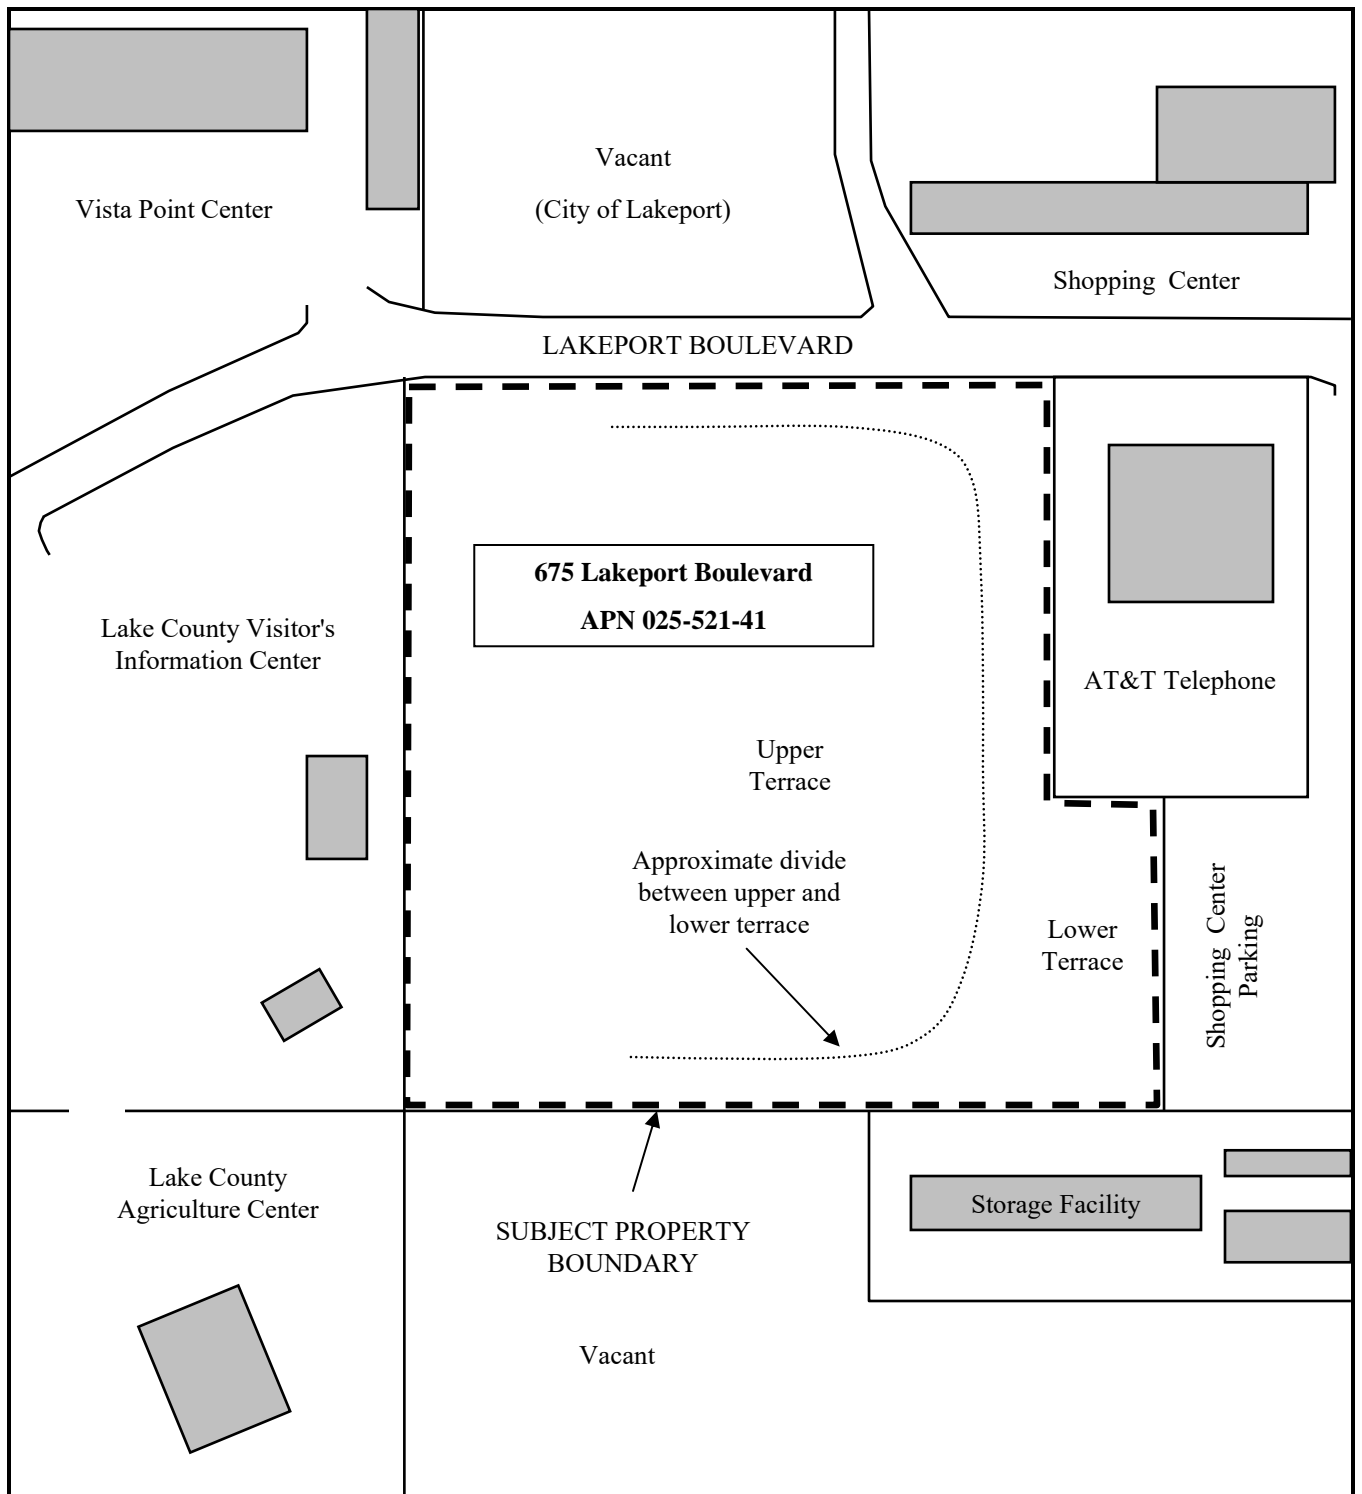 Vacant
(City of Lakeport)
Vista Point Center
Shopping Center
LAKEPORT BOULEVARD
675 Lakeport Boulevard
APN 025-521-41
Lake County Visitor's
Information Center
AT&T Telephone
Upper
Terrace
Approximate divide
between upper and
lower terrace
Lower
Terrace
Shopping Center
Parking
Lake County
Agriculture Center
Storage Facility
SUBJECT PROPERTY
BOUNDARY
Vacant